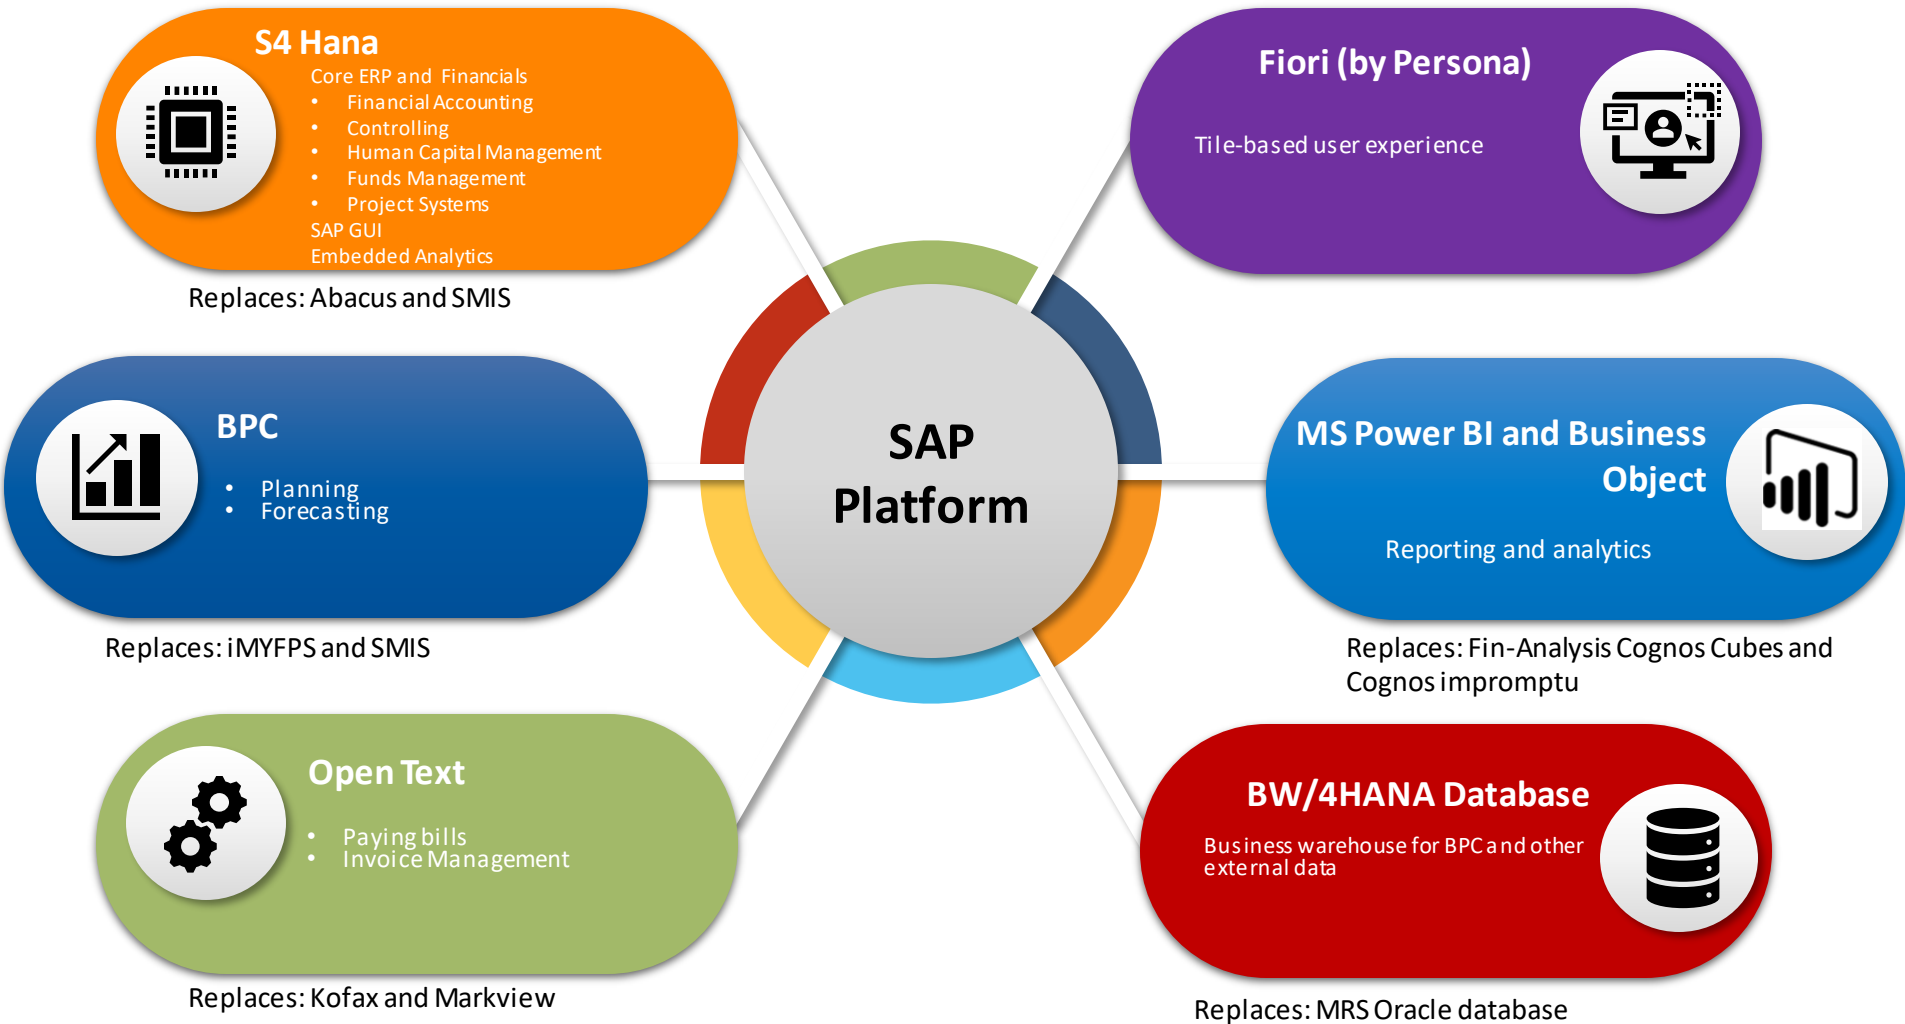 S4 Hana
Core ERP and Financials
• Financial Accounting
• Controlling
• Human Capital Management
• Funds Management
• Project Systems
SAP GUI
Embedded Analytics
Replaces: Abacus and SMIS
Fiori (by Persona)
Tile-based user experience
BPC
• Planning
• Forecasting
Replaces: iMYFPS and SMIS
SAP
Platform
MS Power BI and Business
Object
Reporting and analytics
Replaces: Fin-Analysis Cognos Cubes and
Cognos impromptu
Open Text
• Paying bills
• Invoice Management
Replaces: Kofax and Markview
BW/4HANA Database
Business warehouse for BPC and other
external data
Replaces: MRS Oracle database